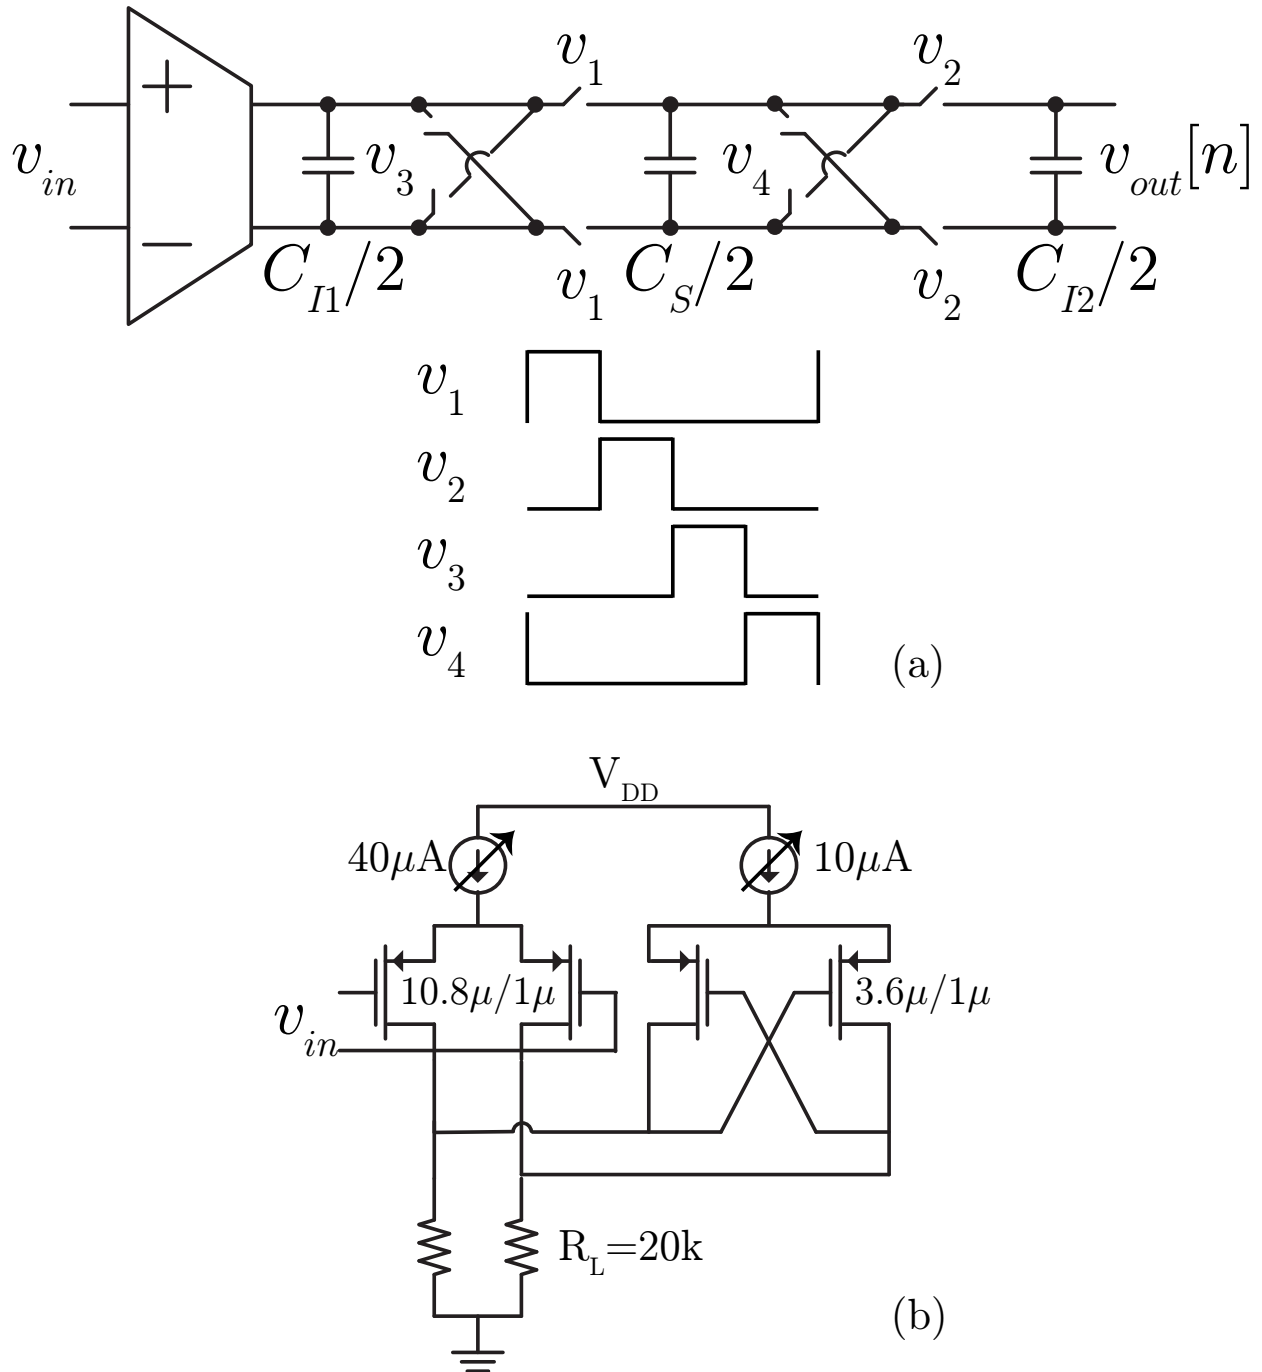 v1 v2
+
vin v3 v4 vout[n]
−
CI1/2 v1 CS/2 v2 CI2/2
v1
v2
v3
v4 (a)
VDD
40μA 10μA
10.8μ/1μ 3.6μ/1μ
vin
RL=20k
(b)